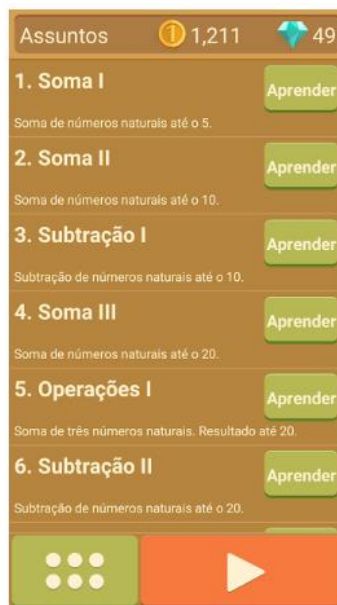 Assuntos 1 1,211 49
1. Soma I
Aprender
Soma de números naturais até o 5.
2. Soma II
Aprender
Soma de números naturais até o 10.
3. Subtração I
Aprender
Subtração de números naturais até o 10.
4. Soma III
Aprender
Soma de números naturais até o 20.
5. Operações I
Aprender
Soma de três números naturais. Resultado até 20.
6. Subtração II
Aprender
Subtração de números naturais até o 20.